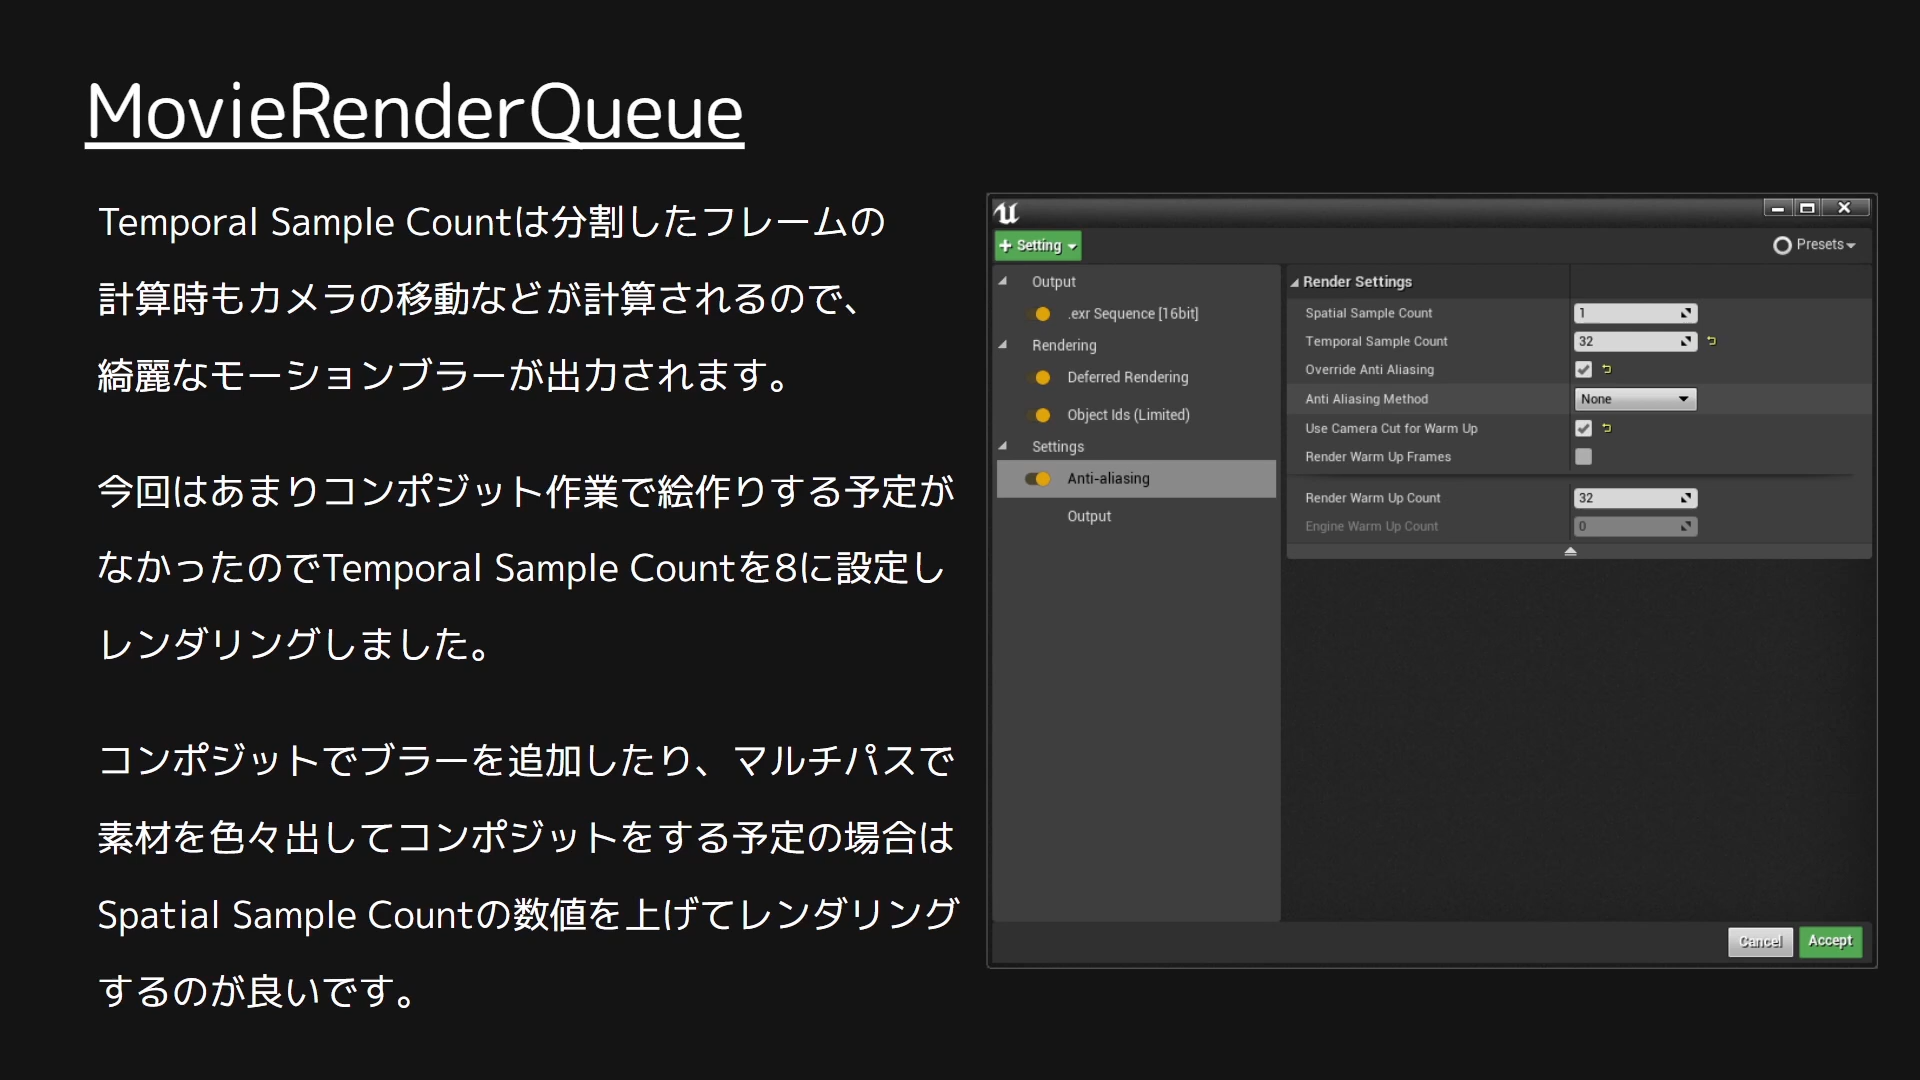 MovieRenderQueue
Temporal Sample Countは分割したフレームの
計算時もカメラの移動などが計算されるので、
綺麗なモーションブラーが出力されます。
今回はあまりコンポジット作業で絵作りする予定が
なかったのでTemporal Sample Countを8に設定し
レンダリングしました。
コンポジットでブラーを追加したり、マルチパスで
素材を色々出してコンポジットをする予定の場合は
Spatial Sample Countの数値を上げてレンダリング
するのが良いです。
Setting
Presets
Output
.exr Sequence [16bit]
Rendering
Deferred Rendering
Object Ids (Limited)
Settings
Anti-aliasing
Output
Render Settings
Spatial Sample Count 1
Temporal Sample Count 32
Override Anti Aliasing
Anti Aliasing Method None
Use Camera Cut for Warm Up
Render Warm Up Frames
Render Warm Up Count 32
Engine Warm Up Count 0
Cancel Accept